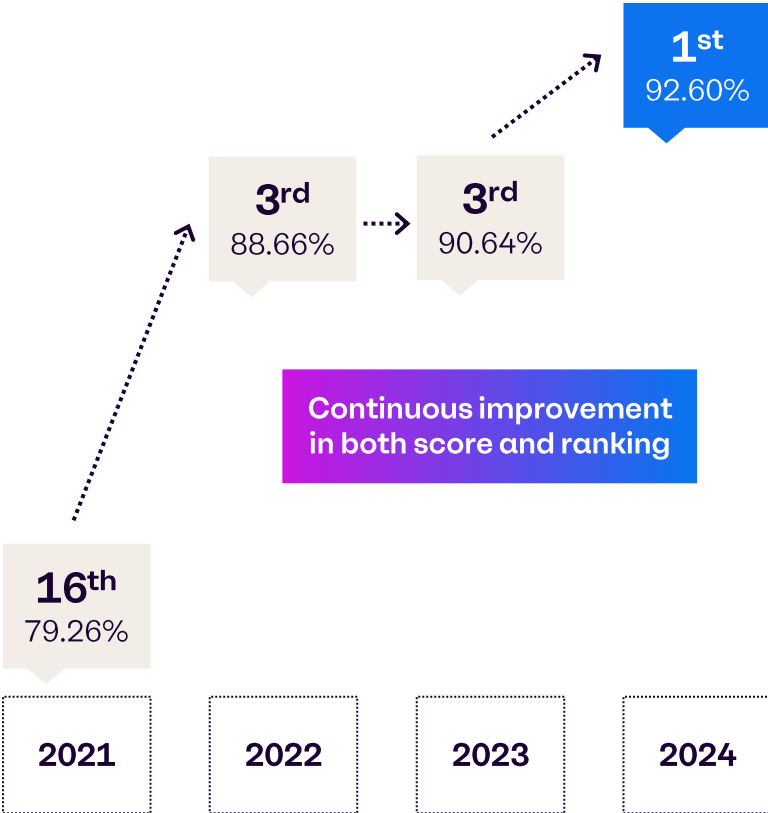 1st
92.60%
3rd
88.66%
3rd
90.64%
Continuous improvement
in both score and ranking
16th
79.26%
2021
2022
2023
2024